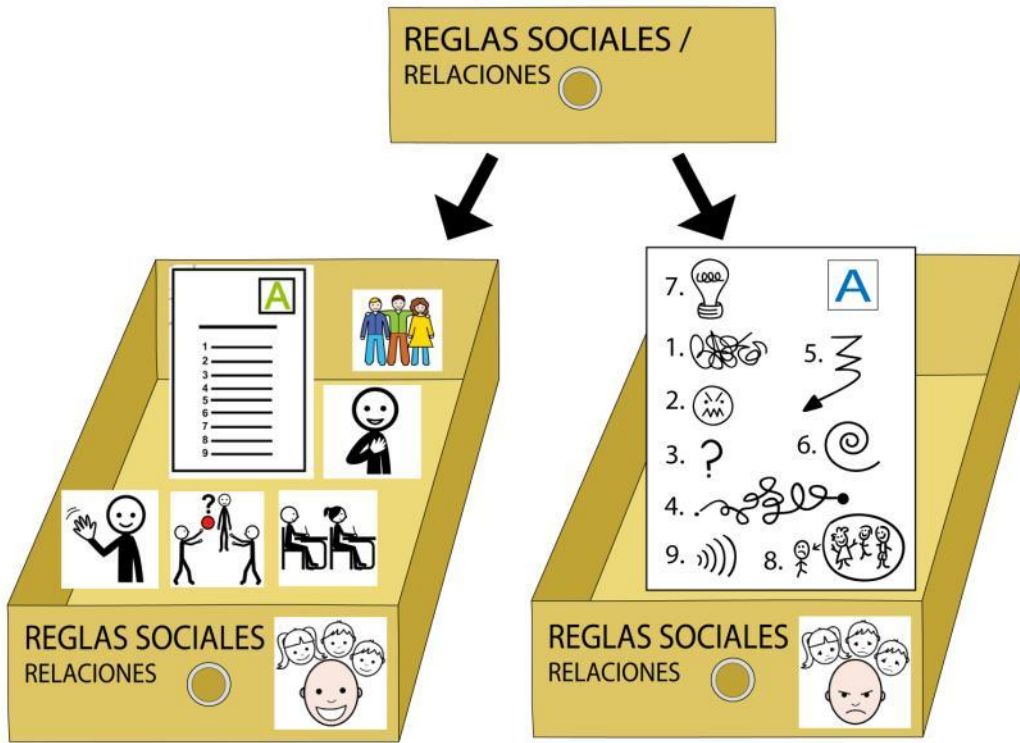 REGLAS SOCIALES /
RELACIONES
A
1
2
3
4
5
6
7
8
9
?
REGLAS SOCIALES
RELACIONES
7.
A
1.
5.
2.
3. ?
6.
4.
9.
8.
REGLAS SOCIALES
RELACIONES